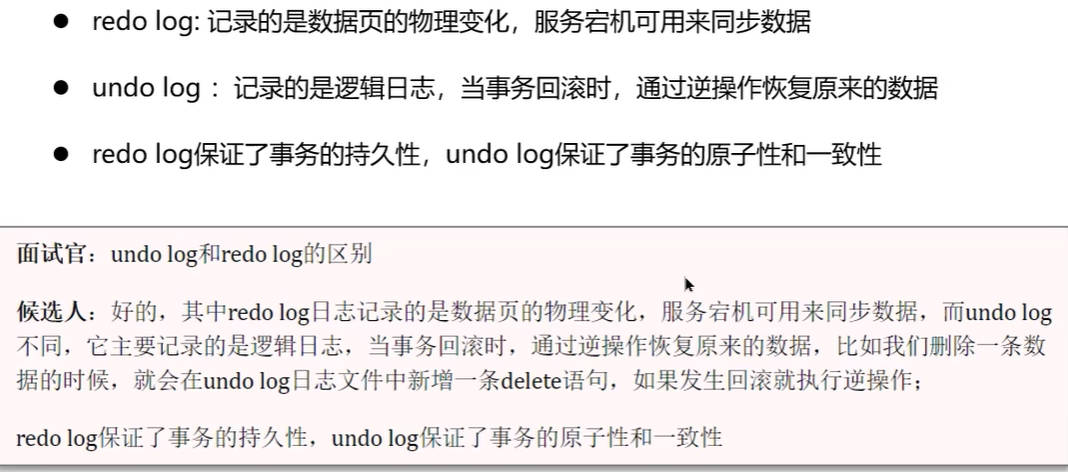 ● redo log: 记录的是数据页的物理变化，服务宕机可用来同步数据
● undo log ：记录的是逻辑日志，当事务回滚时，通过逆操作恢复原来的数据
● redo log保证了事务的持久性，undo log保证了事务的原子性和一致性
面试官：undo log和redo log的区别
候选人：好的，其中redo log日志记录的是数据页的物理变化，服务宕机可用来同步数据，而undo log
不同，它主要记录的是逻辑日志，当事务回滚时，通过逆操作恢复原来的数据，比如我们删除一条数
据的时候，就会在undo log日志文件中新增一条delete语句，如果发生回滚就执行逆操作；
redo log保证了事务的持久性，undo log保证了事务的原子性和一致性